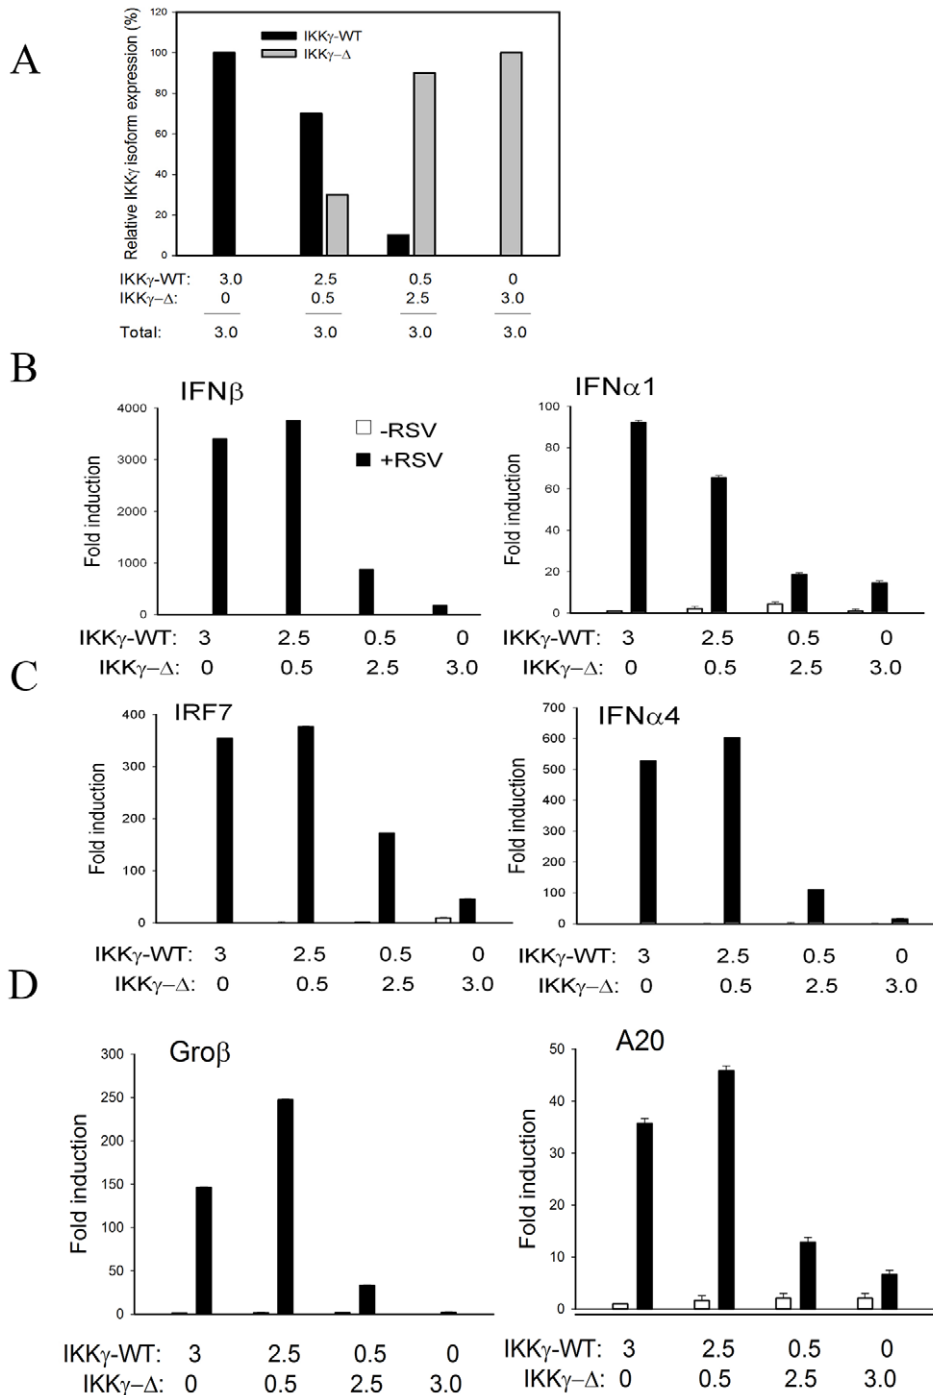 A
Relative IKKγ isoform expression (%)
120
100
80
60
40
20
0
IKKγ-WT
IKKγ–Δ
IKKγ-WT: 3.0 2.5 0.5 0
IKKγ–Δ: 0 0.5 2.5 3.0
Total: 3.0 3.0 3.0 3.0
B
IFNβ
Fold induction
4000
3000
2000
1000
0
-RSV
+RSV
IKKγ-WT: 3 2.5 0.5 0
IKKγ–Δ: 0 0.5 2.5 3.0
IFNα1
Fold induction
100
80
60
40
20
0
IKKγ-WT: 3 2.5 0.5 0
IKKγ–Δ: 0 0.5 2.5 3.0
C
IRF7
Fold induction
400
300
200
100
0
IKKγ-WT: 3 2.5 0.5 0
IKKγ–Δ: 0 0.5 2.5 3.0
IFNα4
Fold induction
700
600
500
400
300
200
100
0
IKKγ-WT: 3 2.5 0.5 0
IKKγ–Δ: 0 0.5 2.5 3.0
D
Groβ
Fold induction
300
250
200
150
100
50
0
IKKγ-WT: 3 2.5 0.5 0
IKKγ–Δ: 0 0.5 2.5 3.0
A20
Fold induction
50
40
30
20
10
0
IKKγ-WT: 3 2.5 0.5 0
IKKγ–Δ: 0 0.5 2.5 3.0